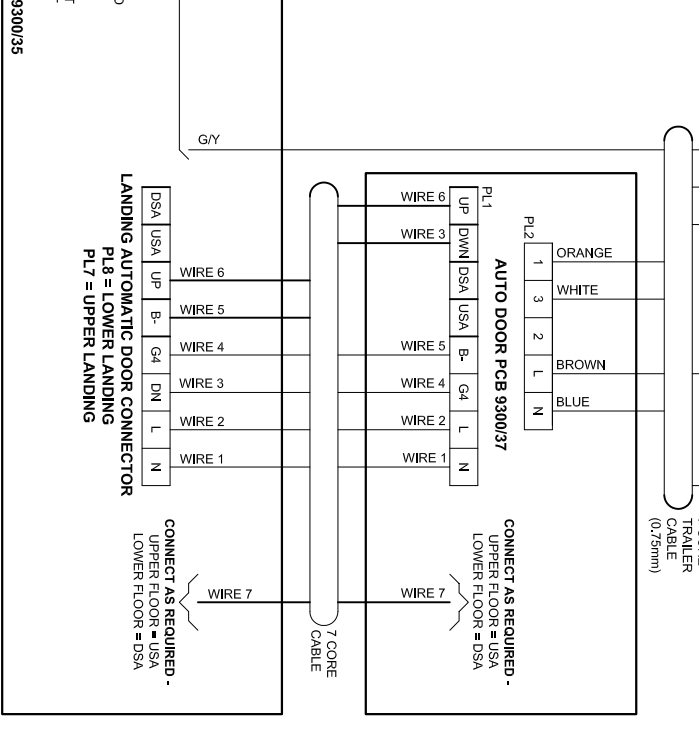 9300/35
G/Y
DSA
USA
UP
B-
G4
DN
L
N
LANDING AUTOMATIC DOOR CONNECTOR
PL8 = LOWER LANDING
PL7 = UPPER LANDING
WIRE 6
WIRE 5
WIRE 4
WIRE 3
WIRE 2
WIRE 1
CONNECT AS REQUIRED -
UPPER FLOOR = USA
LOWER FLOOR = DSA
WIRE 7
7 CORE
CABLE
WIRE 6
WIRE 3
WIRE 5
WIRE 4
WIRE 2
WIRE 1
WIRE 7
PL1
UP
DWN
DSA
USA
B-
G4
L
N
AUTO DOOR PCB 9300/37
CONNECT AS REQUIRED -
UPPER FLOOR = USA
LOWER FLOOR = DSA
PL2
1
3
2
L
N
ORANGE
WHITE
BROWN
BLUE
TRAILER
CABLE
(0.75mm)